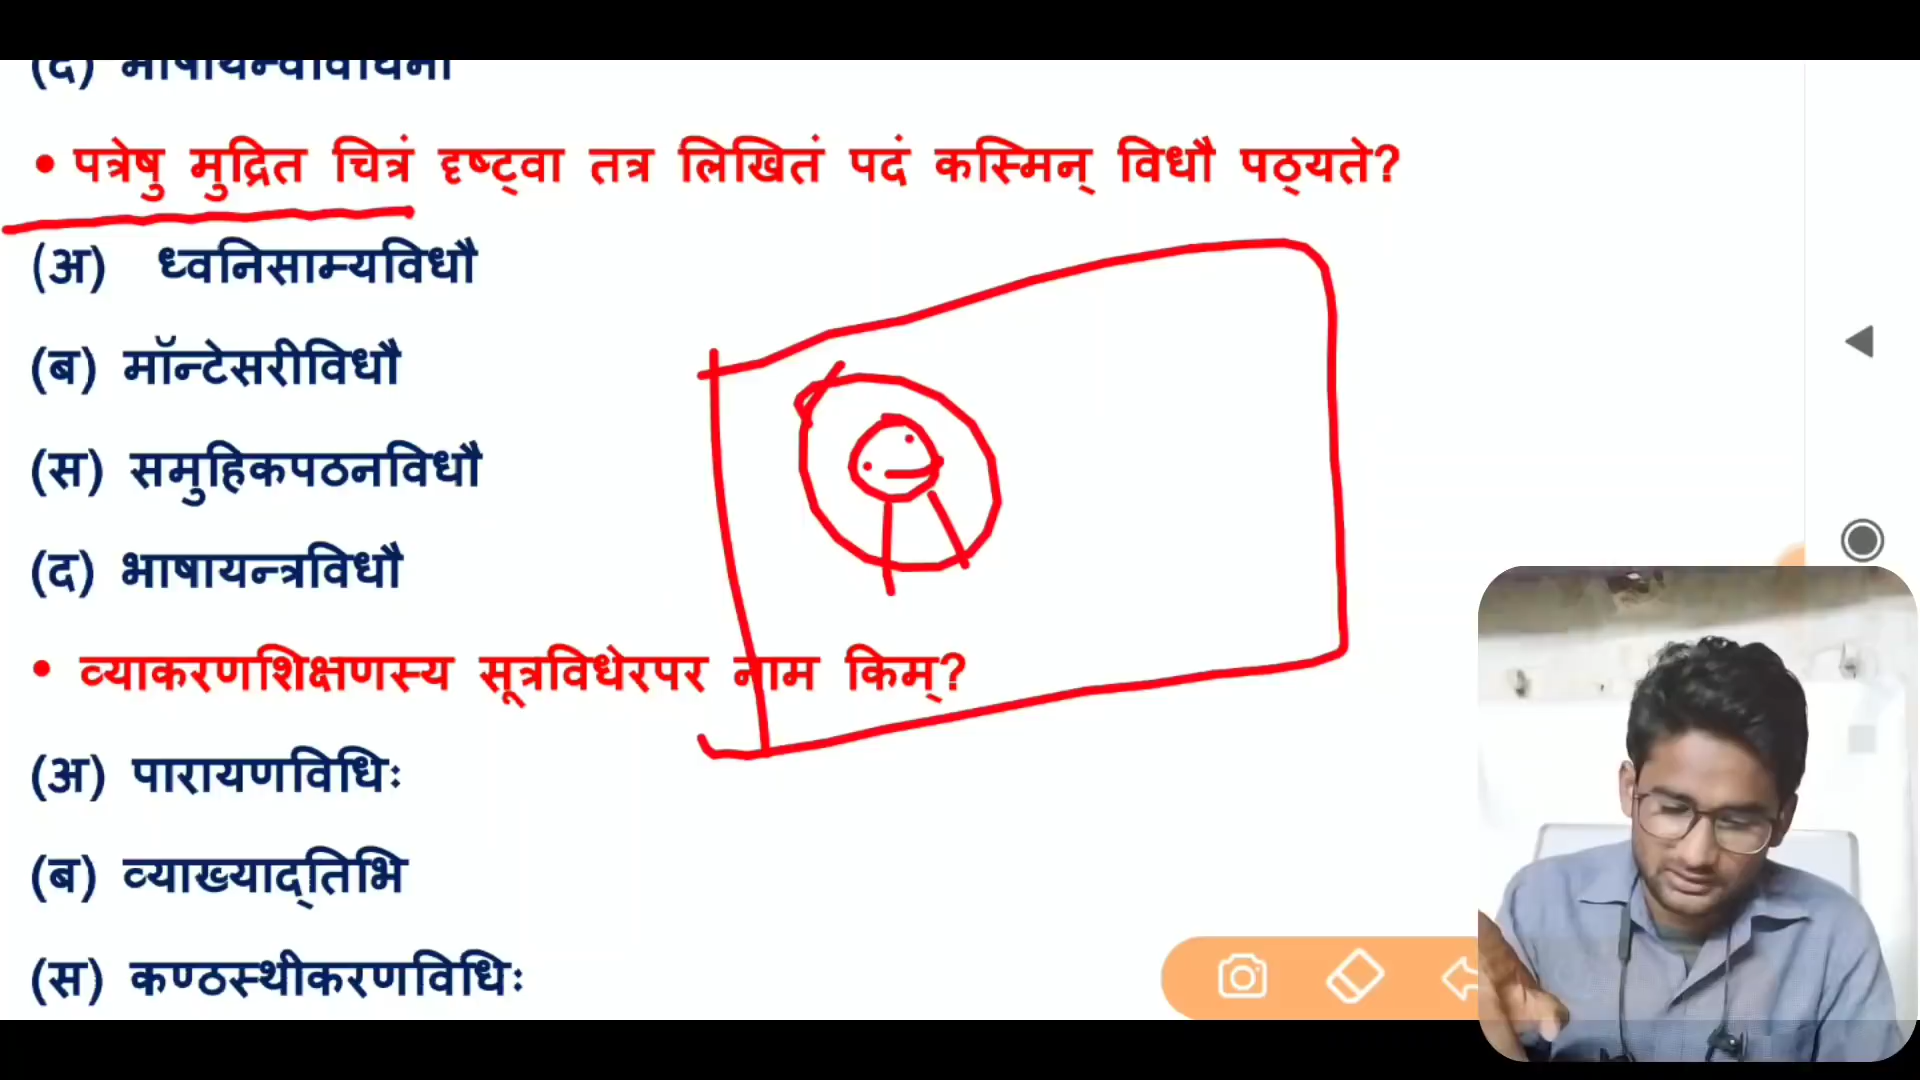 • पत्रेषु मुद्रित चित्रं दृष्ट्वा तत्र लिखितं पदं कस्मिन् विधौ पठ्यते?
(अ) ध्वनिसाम्यविधौ
(ब) मॉन्टेसरीविधौ
(स) समुहिकपठनविधौ
(द) भाषायन्त्रविधौ
• व्याकरणशिक्षणस्य सूत्रविधेरपर नाम किम्?
(अ) पारायणविधिः
(ब) व्याख्याद्तिभि
(स) कण्ठस्थीकरणविधिः